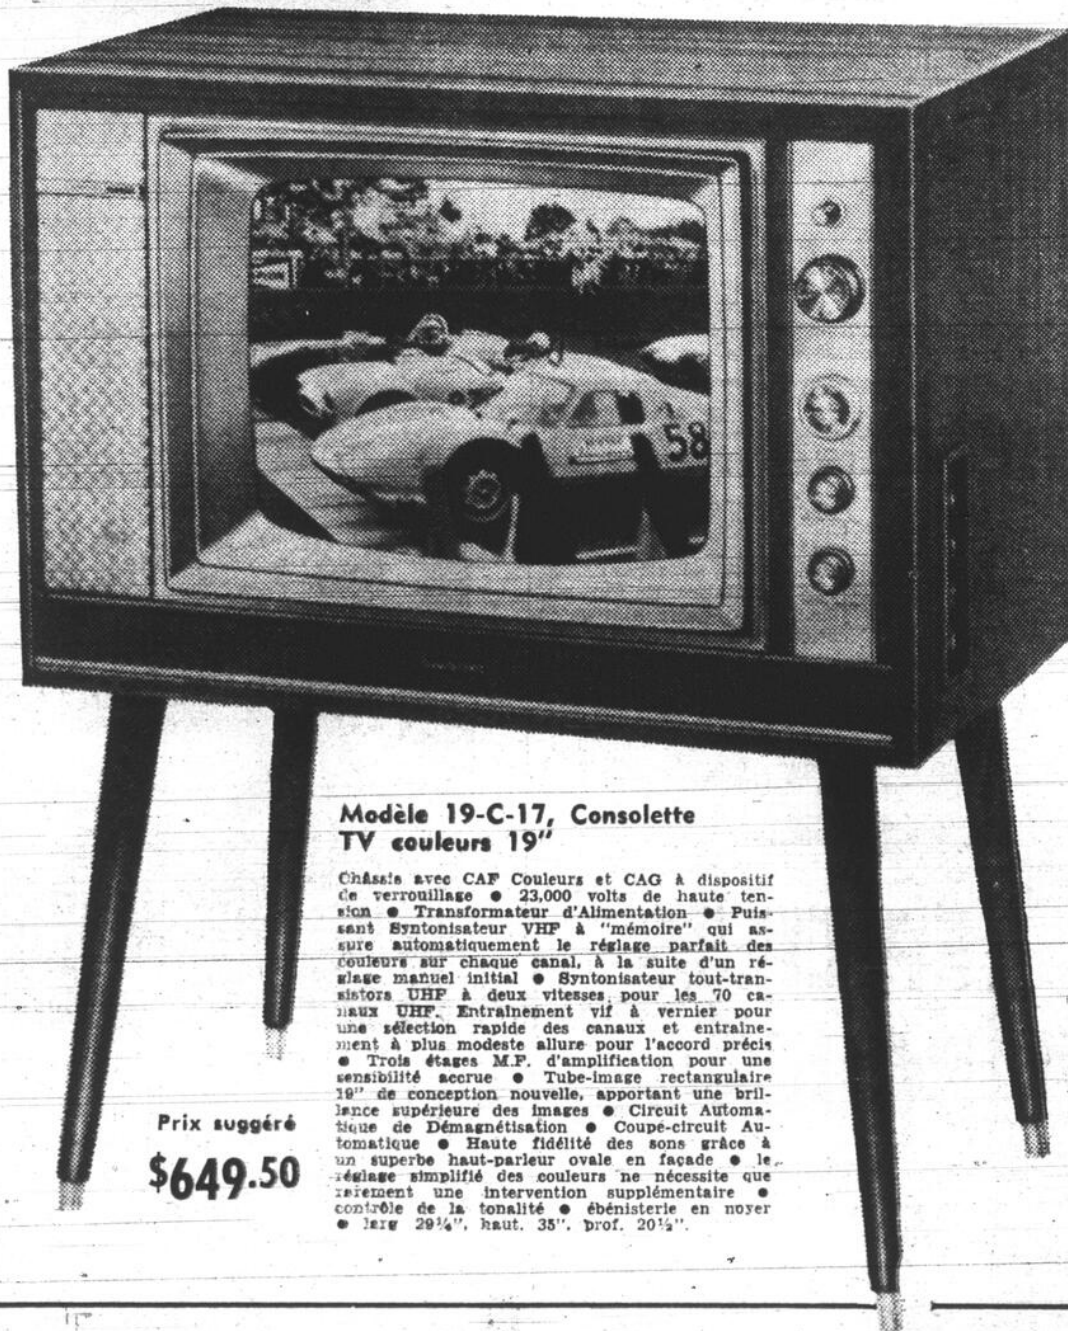 58
Modèle 19-C-17, Consolette
TV couleurs 19"
Châssis avec CAF Couleurs et CAG à dispositif
de verrouillage ● 23,000 volts de haute ten-
sion ● Transformateur d'Alimentation ● Puis-
sant Syntonisateur VHF à "mémoire" qui as-
sure automatiquement le réglage parfait des
couleurs sur chaque canal, à la suite d'un ré-
glage manuel initial ● Syntonisateur tout-tran-
sistors UHF à deux vitesses pour les 70 ca-
naux UHF. Entraînement vif à vernier pour
une sélection rapide des canaux et entraîne-
ment à plus modeste allure pour l'accord précis
● Trois étages M.F. d'amplification pour une
sensibilité accrue ● Tube-image rectangulaire
19" de conception nouvelle, apportant une bril-
lance supérieure des images ● Circuit Automa-
tique de Démagnétisation ● Coupe-circuit Au-
tomatique ● Haute fidélité des sons grâce à
un superbe haut-parleur ovale en façade ● le
réglage simplifié des couleurs ne nécessite que
rarement une intervention supplémentaire ●
contrôle de la tonalité ● ébénisterie en noyer
● larg 29¼", haut. 35", prof. 20½".
Prix suggéré
$649.50